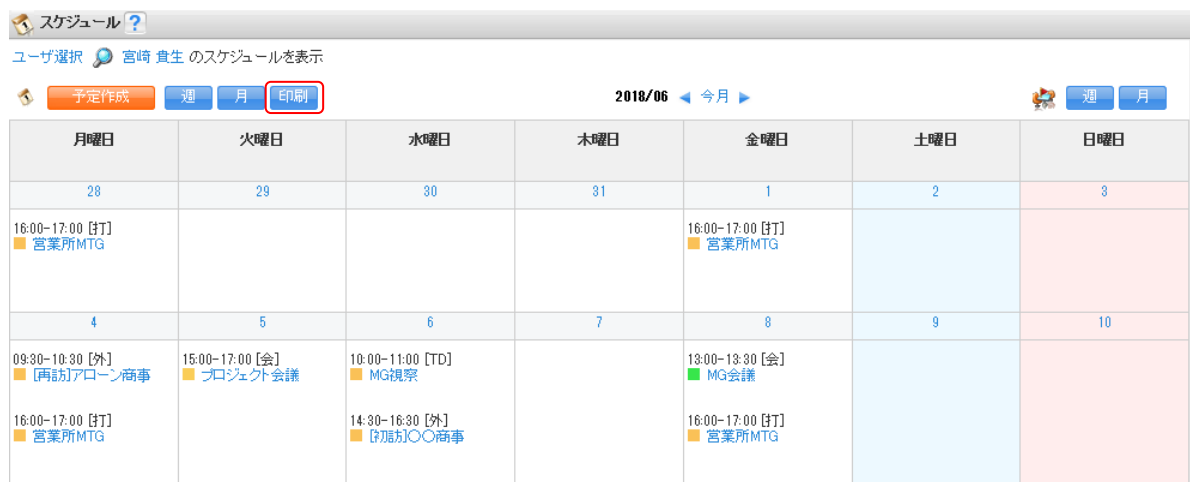 スケジュール ?
ユーザ選択 宮崎 貴生 のスケジュールを表示
予定作成 週 月 印刷 2018/06 今月 週 月
月曜日 火曜日 水曜日 木曜日 金曜日 土曜日 日曜日
28 29 30 31 1 2 3
16:00-17:00 [打] 16:00-17:00 [打]
営業所MTG 営業所MTG
4 5 6 7 8 9 10
09:30-10:30 [外] 15:00-17:00 [会] 10:00-11:00 [TD] 13:00-13:30 [会]
[再訪]アローン商事 プロジェクト会議 MG視察 MG会議
16:00-17:00 [打] 14:30-16:30 [外] 16:00-17:00 [打]
営業所MTG [初訪]〇〇商事 営業所MTG